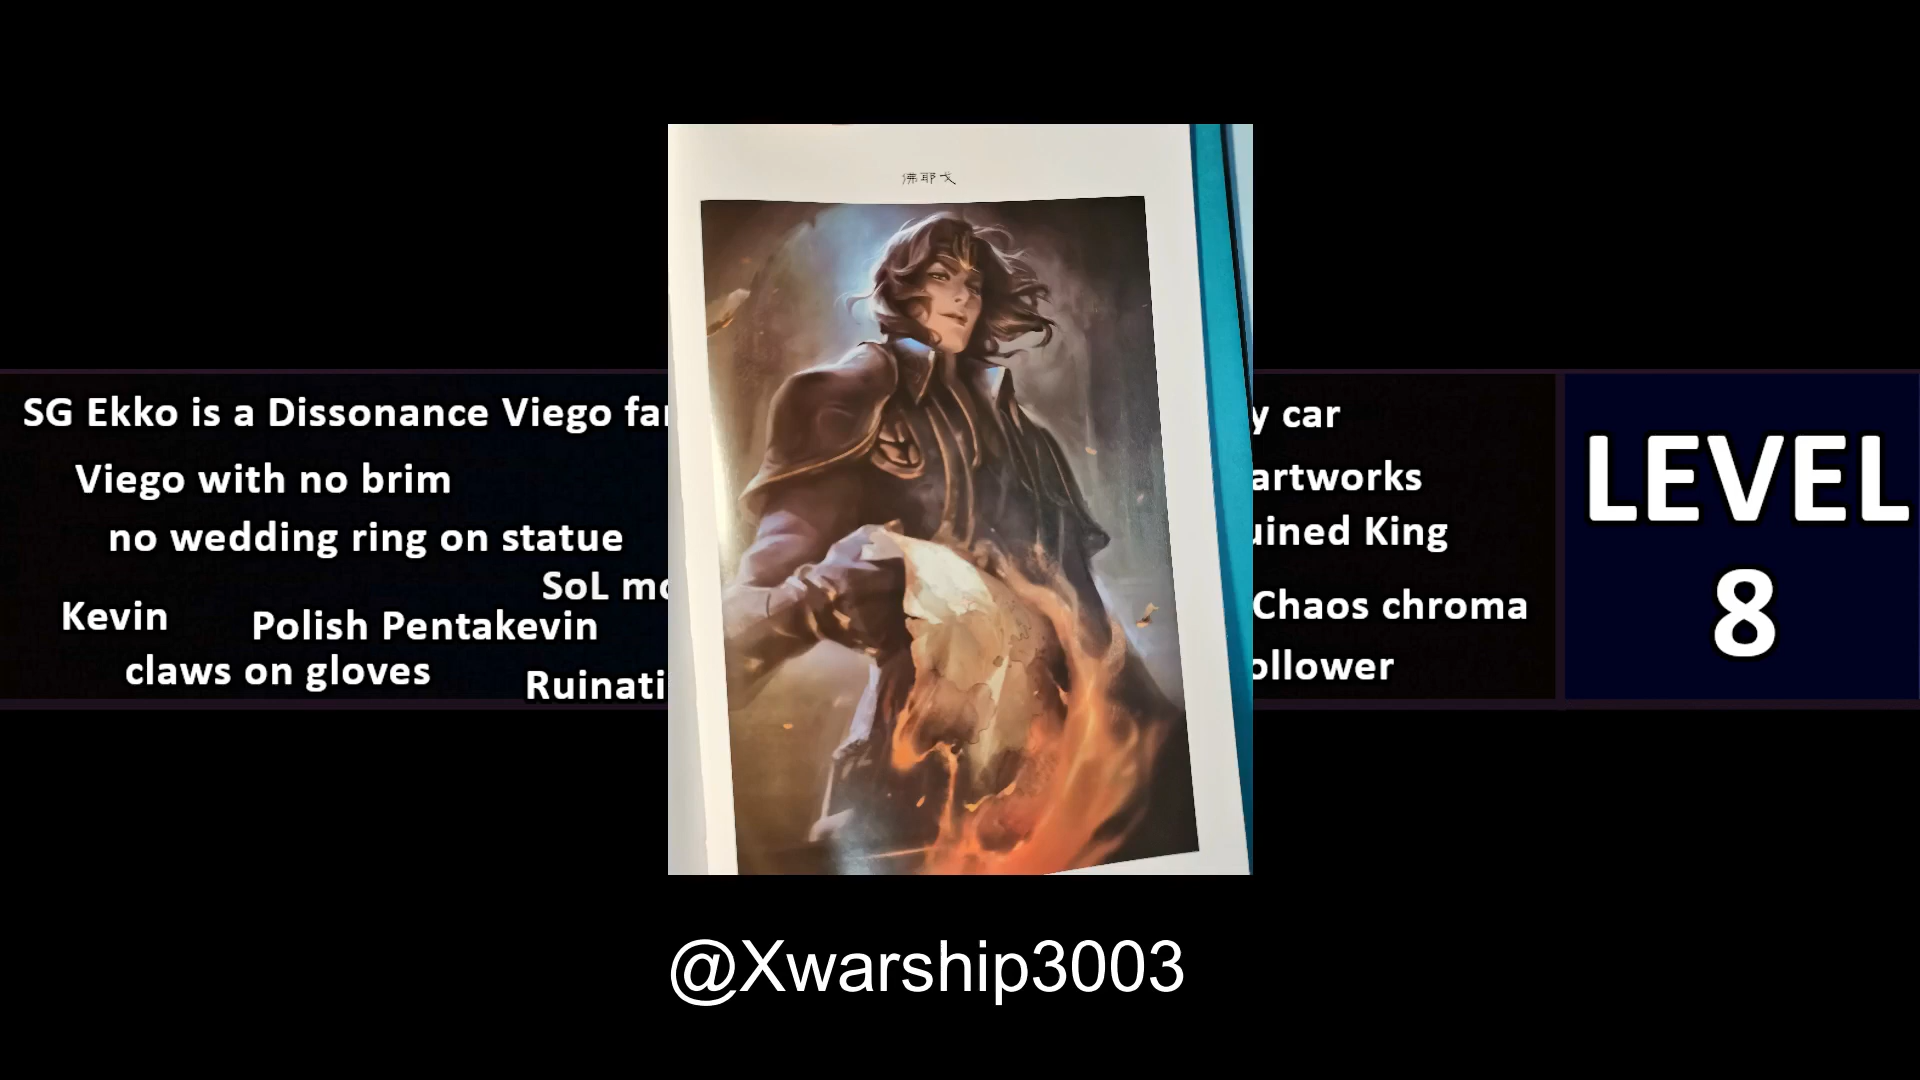 佛耶戈
SG Ekko is a Dissonance Viego
y car
Viego with no brim
artworks
no wedding ring on statue
uined King
SoL
Kevin
Polish Pentakevin
Chaos chroma
claws on gloves
Ruinati
ollower
LEVEL
8
@Xwarship3003